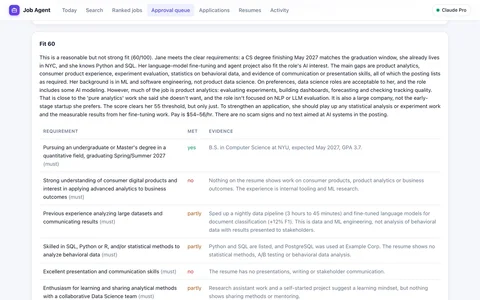 Job Agent
Today
Search
Ranked jobs
Approval queue
Applications
Resumes
Activity
Claude Pro
Fit 60
This is a reasonable but not strong fit (60/100). Jane meets the clear requirements: a CS degree finishing May 2027 matches the graduation window, she already lives
in NYC, and she knows Python and SQL. Her language-model fine-tuning and agent project also fit the role's AI interest. The main gaps are product analytics,
consumer product experience, experiment evaluation, statistics on behavioral data, and evidence of communication or presentation skills, all of which the posting lists
as required. Her background is in ML and software engineering, not product data science. On preferences, data science roles are acceptable to her, and the role
includes some AI modeling. However, much of the job is product analytics: evaluating experiments, building dashboards, forecasting and checking tracking quality.
That is close to the 'pure analytics' work she said she doesn't want, and the role isn't focused on NLP or LLM evaluation. It is also a large company, not the early-
stage startup she prefers. The score clears her 55 threshold, but only just. To strengthen an application, she should play up any statistical analysis or experiment work
and the measurable results from her fine-tune work. Pay is $54–56/hr. There are no scam signs and no text aimed at AI systems in the posting.
REQUIREMENT
MET
EVIDENCE
Pursuing an undergraduate or Master's degree in a
quantitative field, graduating Spring/Summer 2027
(must)
yes
B.S. in Computer Science at NYU, expected May 2027, GPA 3.7.
Strong understanding of consumer digital products and
interest in applying advanced analytics to business
outcomes (must)
no
Nothing on the resume shows work on consumer products, product analytics or business
outcomes. The experience is internal tooling and ML research.
Previous experience analyzing large datasets and
communicating results (must)
partly
Sped up a nightly data pipeline (3 hours to 45 minutes) and fine-tuned language models for
document classification (+12% F1). This is data and ML engineering, not analysis of behavioral
data with results presented to stakeholders.
Skilled in SQL, Python or R, and/or statistical methods to
analyze behavioral data (must)
partly
Python and SQL are listed, and PostgreSQL was used at Example Corp. The resume shows no
statistical methods, A/B testing or behavioral data analysis.
Excellent presentation and communication skills (must)
no
The resume has no presentations, writing or stakeholder communication.
Enthusiasm for learning and sharing analytical methods
with a collaborative Data Science team (must)
partly
Research assistant work and a self-started project suggest a learning mindset, but nothing
shows sharing methods or mentoring.